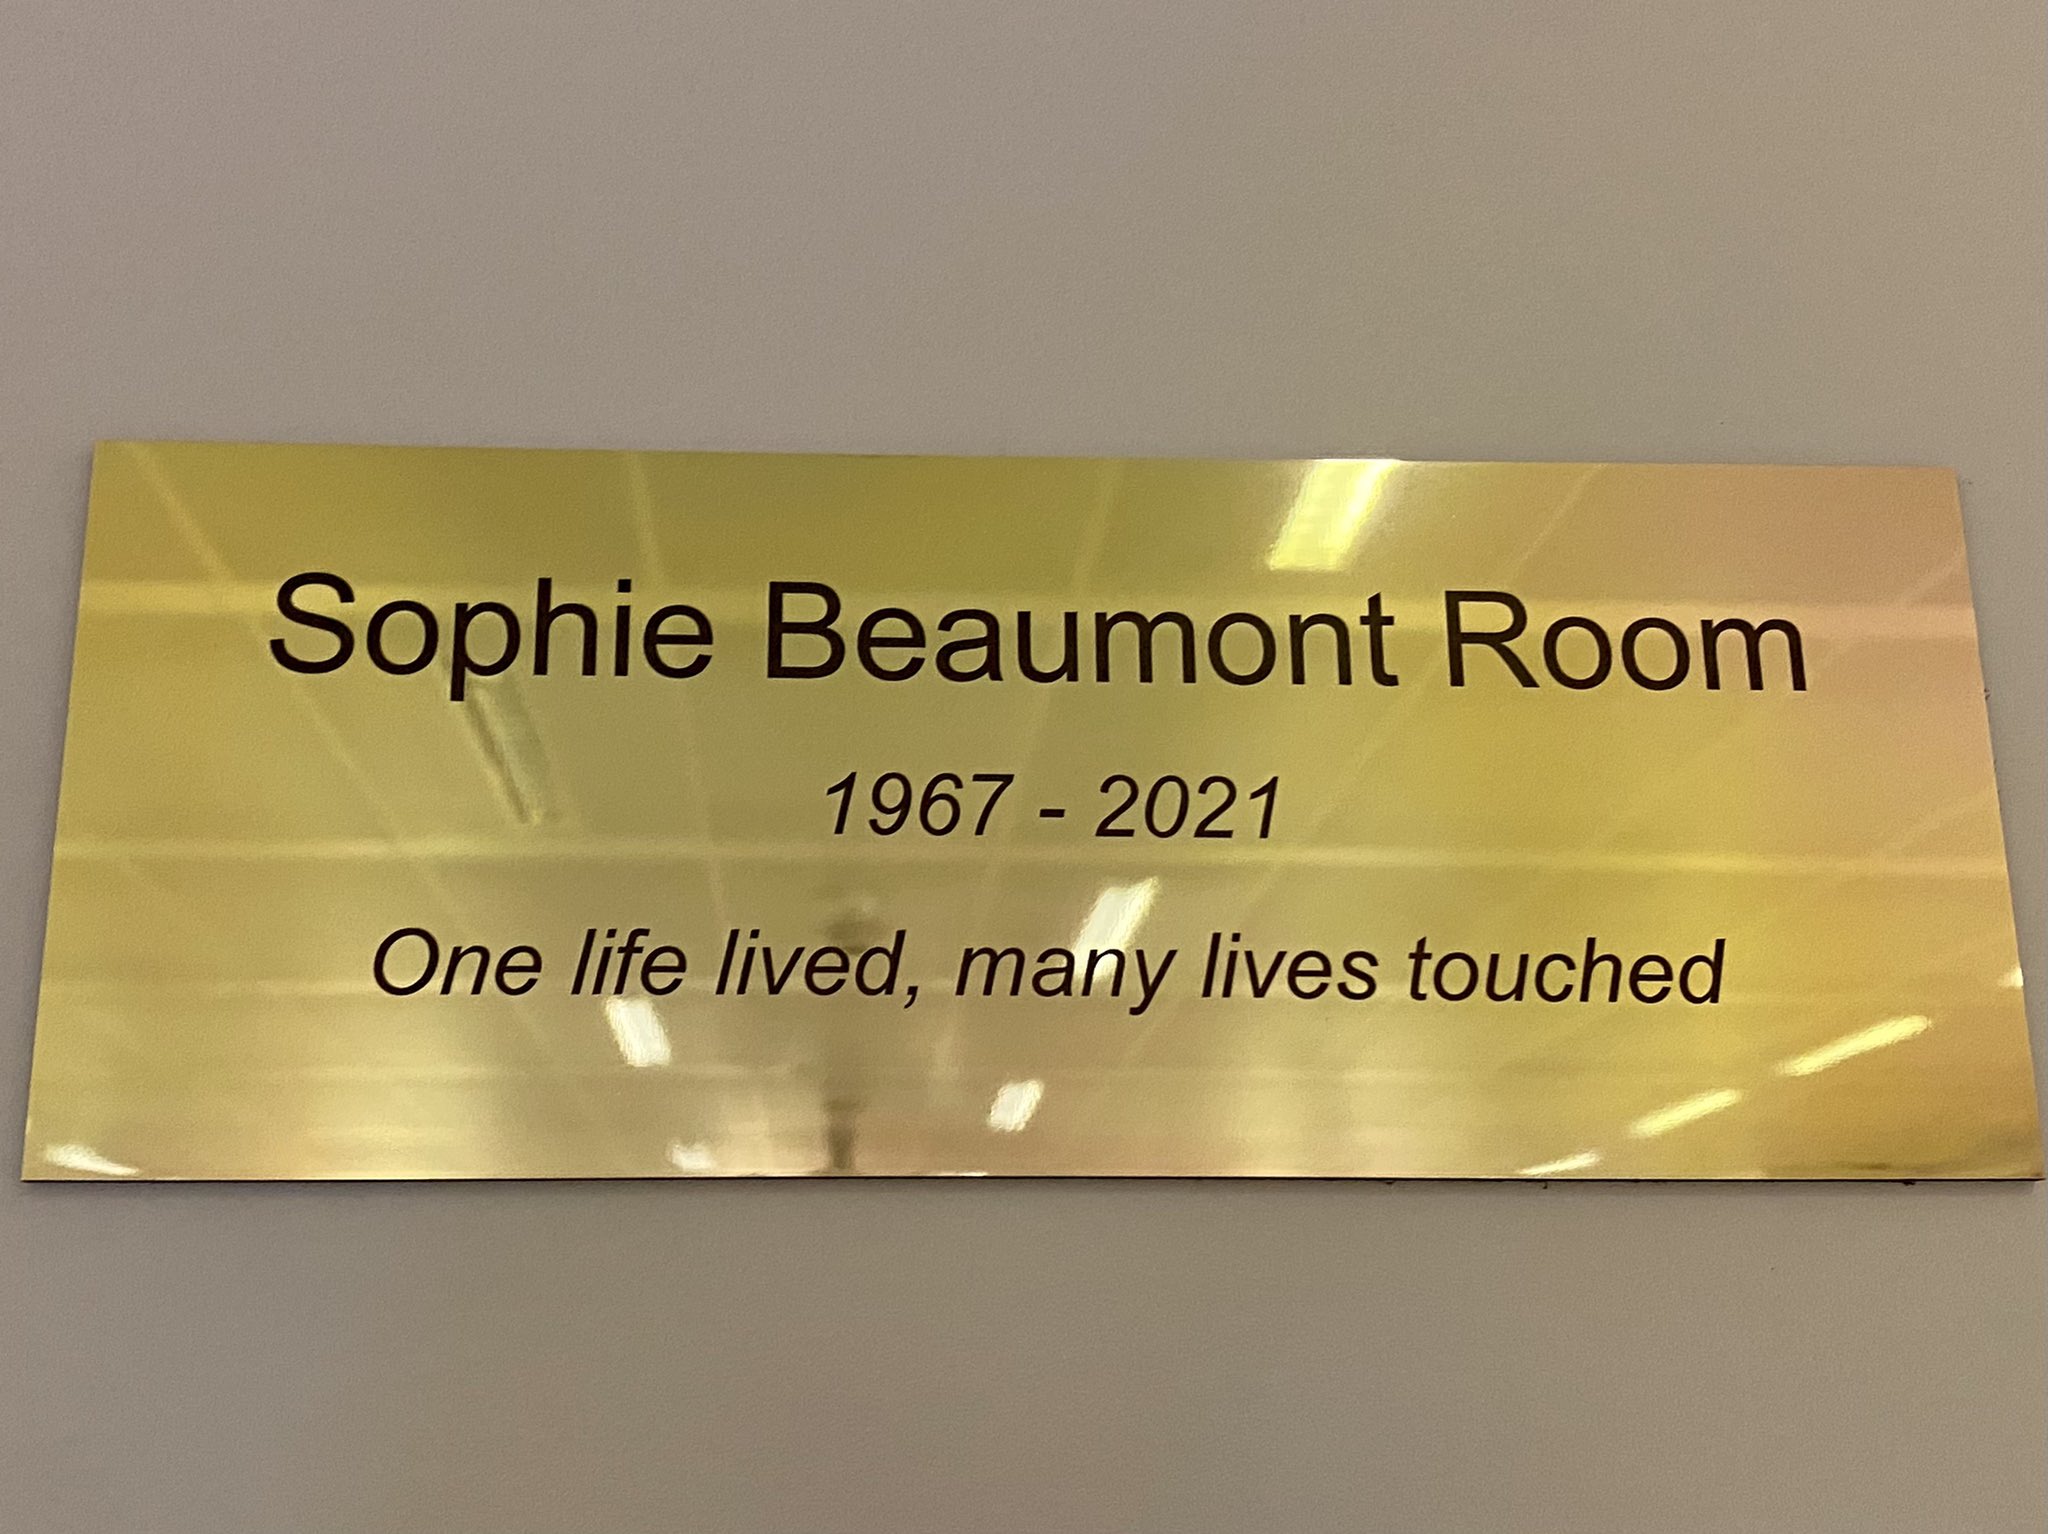 Sophie Beaumont Room
1967 - 2021
One life lived, many lives touched